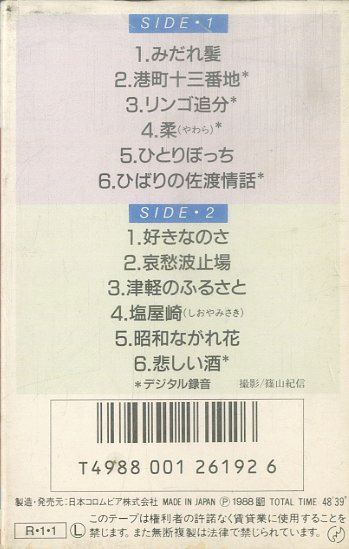 SIDE・1
1.みだれ髪
2.港町十三番地*
3.リンゴ追分*
4.柔(やわら)*
5.ひとりぼっち
6.ひばりの佐渡情話*
SIDE・2
1.好きなのさ
2.哀愁波止場
3.津軽のふるさと
4.塩屋崎(しおやみさき)
5.昭和ながれ花
6.悲しい酒*
*デジタル録音 撮影/篠山紀信
T4988 001 26192 6
製造・発売元:日本コロムビア株式会社 MADE IN JAPAN Ⓟ1988 TOTAL TIME 48'39"
R・1・1 Ⓛ このテープは権利者の許諾なく賃貸業に使用することを禁じます。また無断複製は法律で禁じられています。